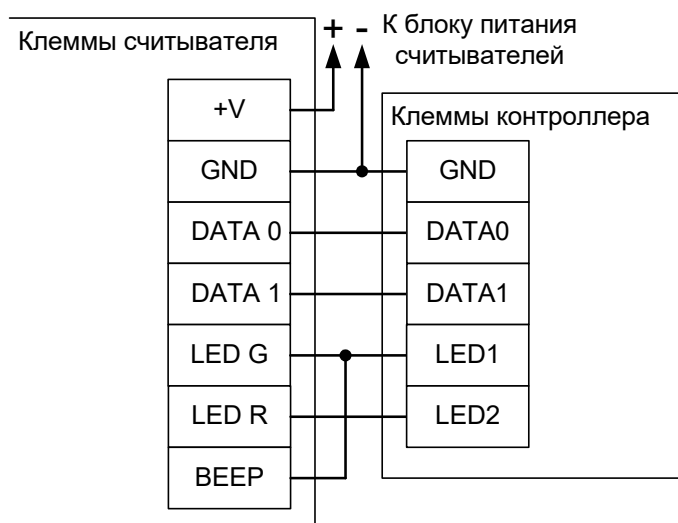 Клеммы считывателя
+ -
К блоку питания
считывателей
Клеммы контроллера
+V
GND
DATA 0
DATA 1
LED G
LED R
BEEP
GND
DATA0
DATA1
LED1
LED2